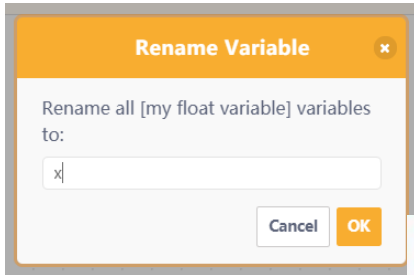 Rename Variable
Rename all [my float variable] variables
to:
x
Cancel OK